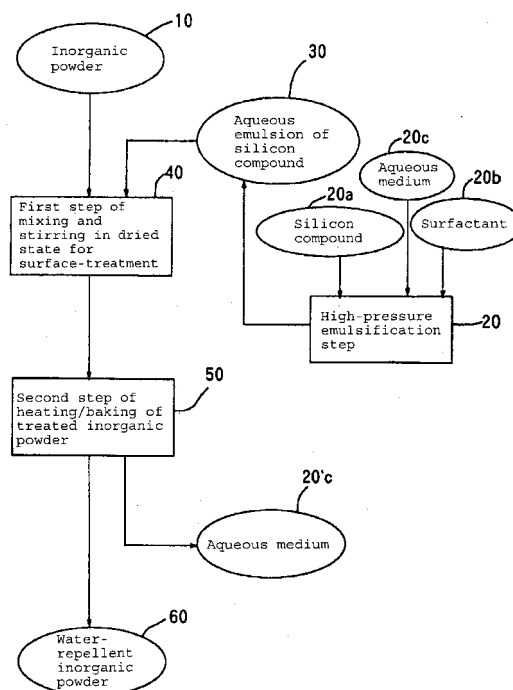 10
Inorganic
powder
30
Aqueous
emulsion of
silicon
compound
20c
Aqueous
medium
20b
Surfactant
20a
Silicon
compound
40
First step of
mixing and
stirring in dried
state for
surface-treatment
High-pressure
emulsification
step
20
50
Second step of
heating/baking of
treated inorganic
powder
20'c
Aqueous medium
60
Water-
repellent
inorganic
powder